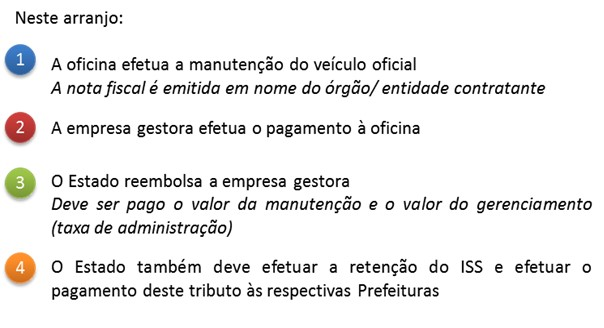 Neste arranjo:
1
A oficina efetua a manutenção do veículo oficial
A nota fiscal é emitida em nome do órgão/ entidade contratante
2
A empresa gestora efetua o pagamento à oficina
3
O Estado reembolsa a empresa gestora
Deve ser pago o valor da manutenção e o valor do gerenciamento
(taxa de administração)
4
O Estado também deve efetuar a retenção do ISS e efetuar o
pagamento deste tributo às respectivas Prefeituras